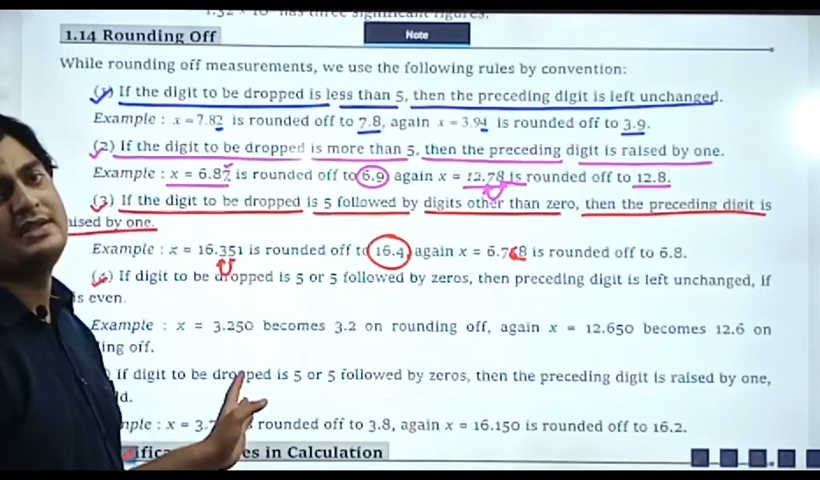 1.14 Rounding Off
Note
While rounding off measurements, we use the following rules by convention:
(1) If the digit to be dropped is less than 5, then the preceding digit is left unchanged.
Example : x = 7.82 is rounded off to 7.8, again x = 3.94 is rounded off to 3.9.
(2) If the digit to be dropped is more than 5, then the preceding digit is raised by one.
Example : x = 6.87 is rounded off to 6.9 again x = 12.78 is rounded off to 12.8.
(3) If the digit to be dropped is 5 followed by digits other than zero, then the preceding digit is
by one.
Example : x = 16.351 is rounded off to 16.4, again x = 6.7 8 is rounded off to 6.8.
If digit to be dropped is 5 or 5 followed by zeros, then preceding digit is left unchanged, if
is even.
Example : x = 3.250 becomes 3.2 on rounding off, again x = 12.650 becomes 12.6 on
ing off.
If digit to be dropped is 5 or 5 followed by zeros, then the preceding digit is raised by one,
x = 3.7 rounded off to 3.8, again x = 16.150 is rounded off to 16.2.
in Calculation